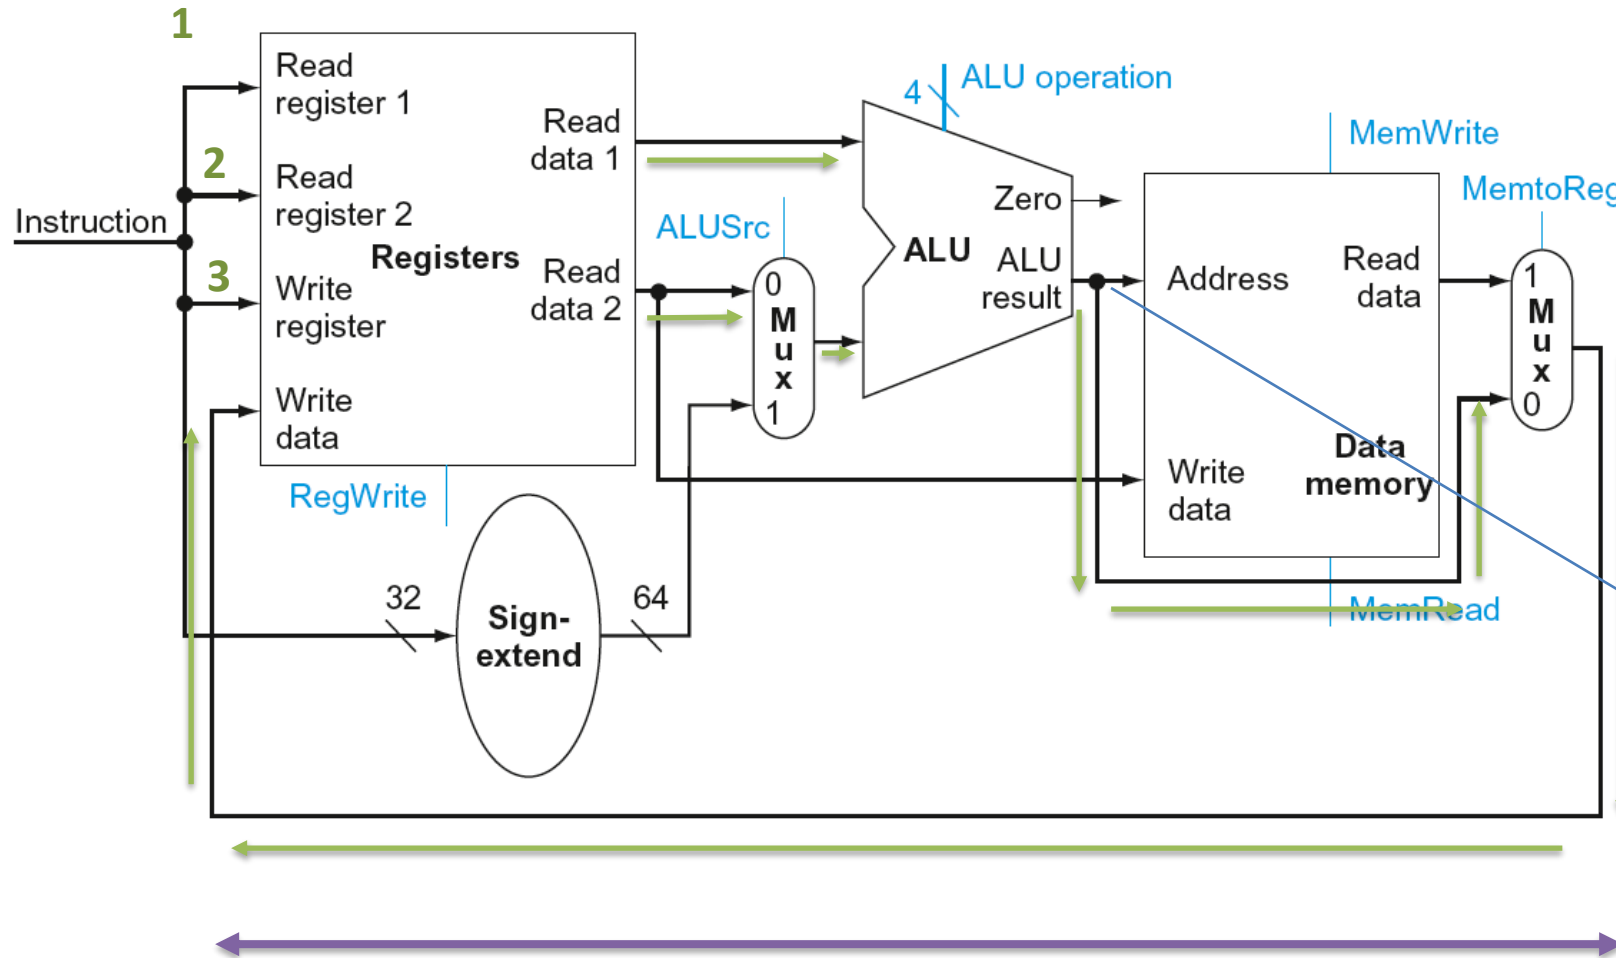 1
Read
register 1
2
Read
register 2
Instruction
3
Registers
Write
register
Write
data
Read
data 1
Read
data 2
RegWrite
ALUSrc
0
M
u
x
1
32
Sign-
extend
64
4
ALU operation
Zero
ALU
ALU
result
MemWrite
MemtoReg
Address
Read
data
Write
data
Data
memory
MemRead
1
M
u
x
0